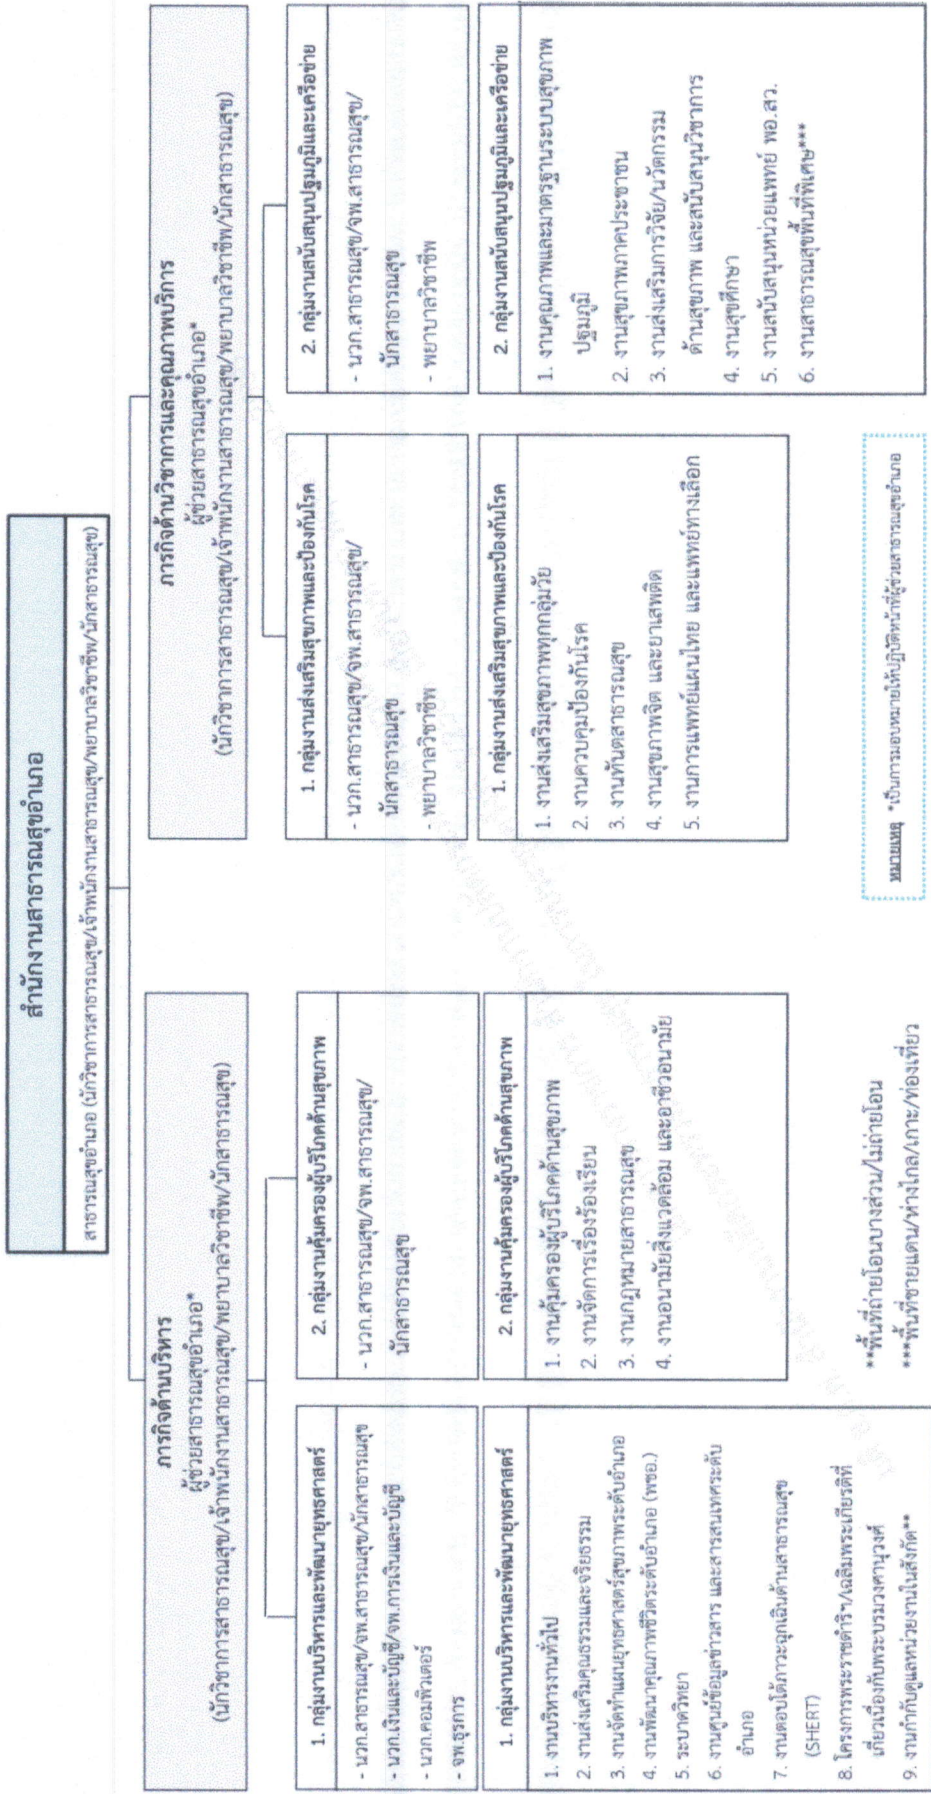 สำนักงานสาธารณสุขอำเภอ
สาธารณสุขอำเภอ (นักวิชาการสาธารณสุข/เจ้าพนักงานสาธารณสุข/พยาบาลวิชาชีพ/นักสาธารณสุข)
ภารกิจด้านบริหาร
ผู้ช่วยสาธารณสุขอำเภอ*
(นักวิชาการสาธารณสุข/เจ้าพนักงานสาธารณสุข/พยาบาลวิชาชีพ/นักสาธารณสุข)
1. กลุ่มงานบริหารและพัฒนายุทธศาสตร์
- นวก.สาธารณสุข/จพ.สาธารณสุข/นักสาธารณสุข
- นวก.เงินและบัญชี/จพ.การเงินและบัญชี
- นวก.คอมพิวเตอร์
- จพ.ธุรการ
1. กลุ่มงานบริหารและพัฒนายุทธศาสตร์
1. งานบริหารงานทั่วไป
2. งานส่งเสริมคุณธรรมและจริยธรรม
3. งานจัดทำแผนยุทธศาสตร์สุขภาพระดับอำเภอ
4. งานพัฒนาคุณภาพชีวิตระดับอำเภอ (พชอ.)
5. ระบาดวิทยา
6. งานศูนย์ข้อมูลข่าวสาร และสารสนเทศระดับ
อำเภอ
7. งานตอบโต้ภาวะฉุกเฉินด้านสาธารณสุข
(SHERT)
8. โครงการพระราชดำริฯ/เฉลิมพระเกียรติที่
เกี่ยวเนื่องกับพระบรมวงศานุวงศ์
9. งานกำกับดูแลหน่วยงานในสังกัด**
2. กลุ่มงานคุ้มครองผู้บริโภคด้านสุขภาพ
- นวก.สาธารณสุข/จพ.สาธารณสุข/
นักสาธารณสุข
2. กลุ่มงานคุ้มครองผู้บริโภคด้านสุขภาพ
1. งานคุ้มครองผู้บริโภคด้านสุขภาพ
2. งานจัดการเรื่องร้องเรียน
3. งานกฎหมายสาธารณสุข
4. งานอนามัยสิ่งแวดล้อม และอาชีวอนามัย
ภารกิจด้านวิชาการและคุณภาพบริการ
ผู้ช่วยสาธารณสุขอำเภอ*
(นักวิชาการสาธารณสุข/เจ้าพนักงานสาธารณสุข/พยาบาลวิชาชีพ/นักสาธารณสุข)
1. กลุ่มงานส่งเสริมสุขภาพและป้องกันโรค
- นวก.สาธารณสุข/จพ.สาธารณสุข/
นักสาธารณสุข
- พยาบาลวิชาชีพ
1. กลุ่มงานส่งเสริมสุขภาพและป้องกันโรค
1. งานส่งเสริมสุขภาพทุกกลุ่มวัย
2. งานควบคุมป้องกันโรค
3. งานทันตสาธารณสุข
4. งานสุขภาพจิต และยาเสพติด
5. งานการแพทย์แผนไทย และแพทย์ทางเลือก
2. กลุ่มงานสนับสนุนปฐมภูมิและเครือข่าย
- นวก.สาธารณสุข/จพ.สาธารณสุข/
นักสาธารณสุข
- พยาบาลวิชาชีพ
2. กลุ่มงานสนับสนุนปฐมภูมิและเครือข่าย
1. งานคุณภาพและมาตรฐานระบบสุขภาพ
ปฐมภูมิ
2. งานสุขภาพภาคประชาชน
3. งานส่งเสริมการวิจัย/นวัตกรรม
ด้านสุขภาพ และสนับสนุนวิชาการ
4. งานสุขศึกษา
5. งานสนับสนุนหน่วยแพทย์ พอ.สว.
6. งานสาธารณสุขพื้นที่พิเศษ***
**พื้นที่ถ่ายโอนบางส่วน/ไม่ถ่ายโอน
***พื้นที่ชายแดน/ห่างไกล/เกาะ/ท่องเที่ยว
หมายเหตุ *เป็นการมอบหมายให้ปฏิบัติหน้าที่ผู้ช่วยสาธารณสุขอำเภอ